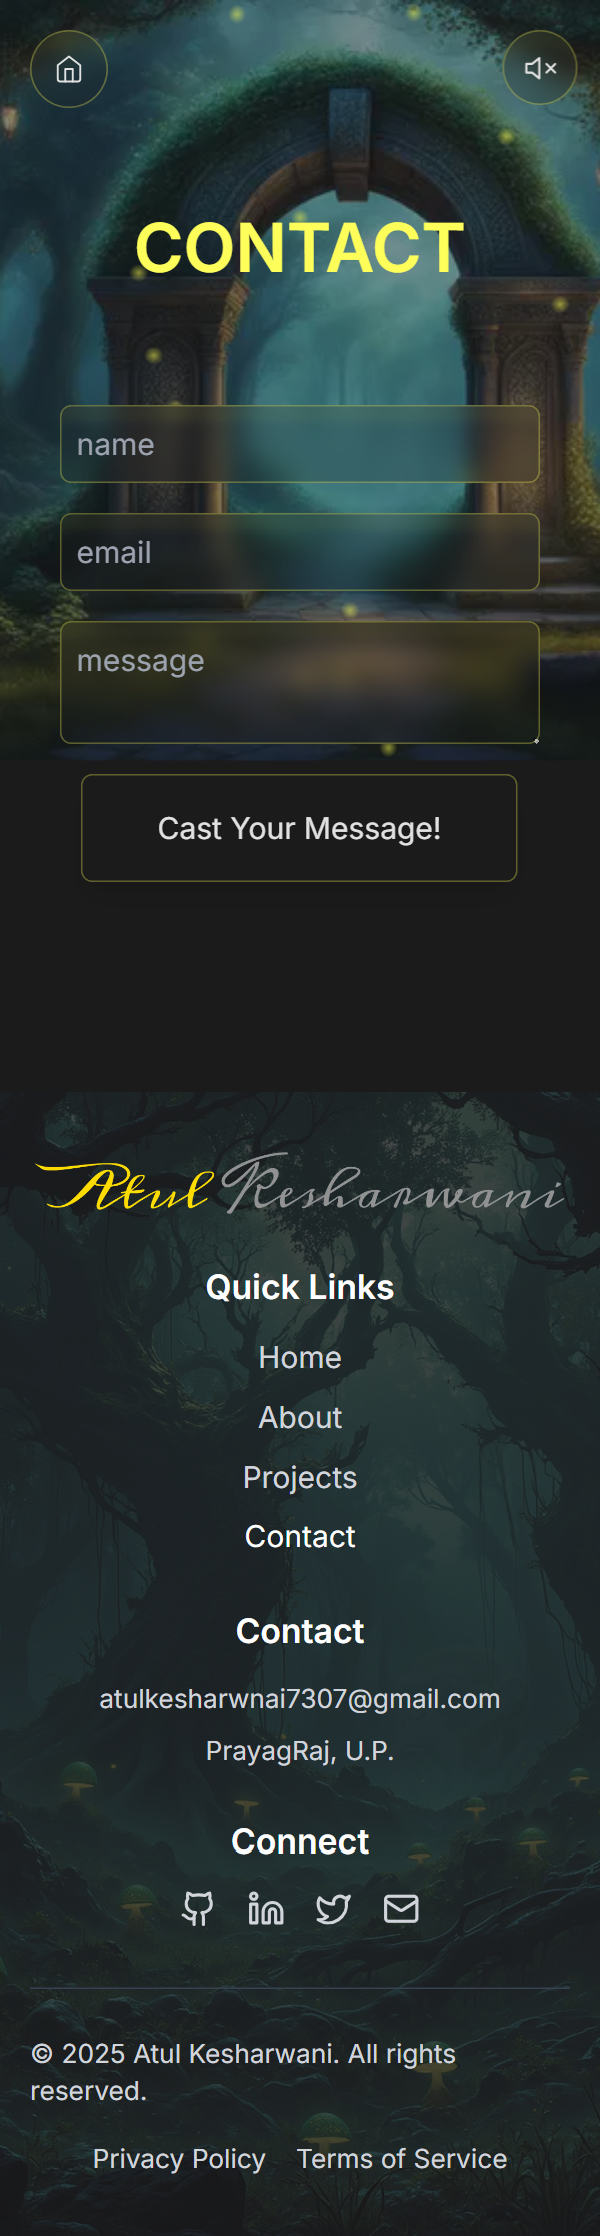 CONTACT
name
email
message
Cast Your Message!
Atul Kesharwani
Quick Links
Home
About
Projects
Contact
Contact
atulkesharwnai7307@gmail.com
PrayagRaj, U.P.
Connect
© 2025 Atul Kesharwani. All rights
reserved.
Privacy Policy Terms of Service